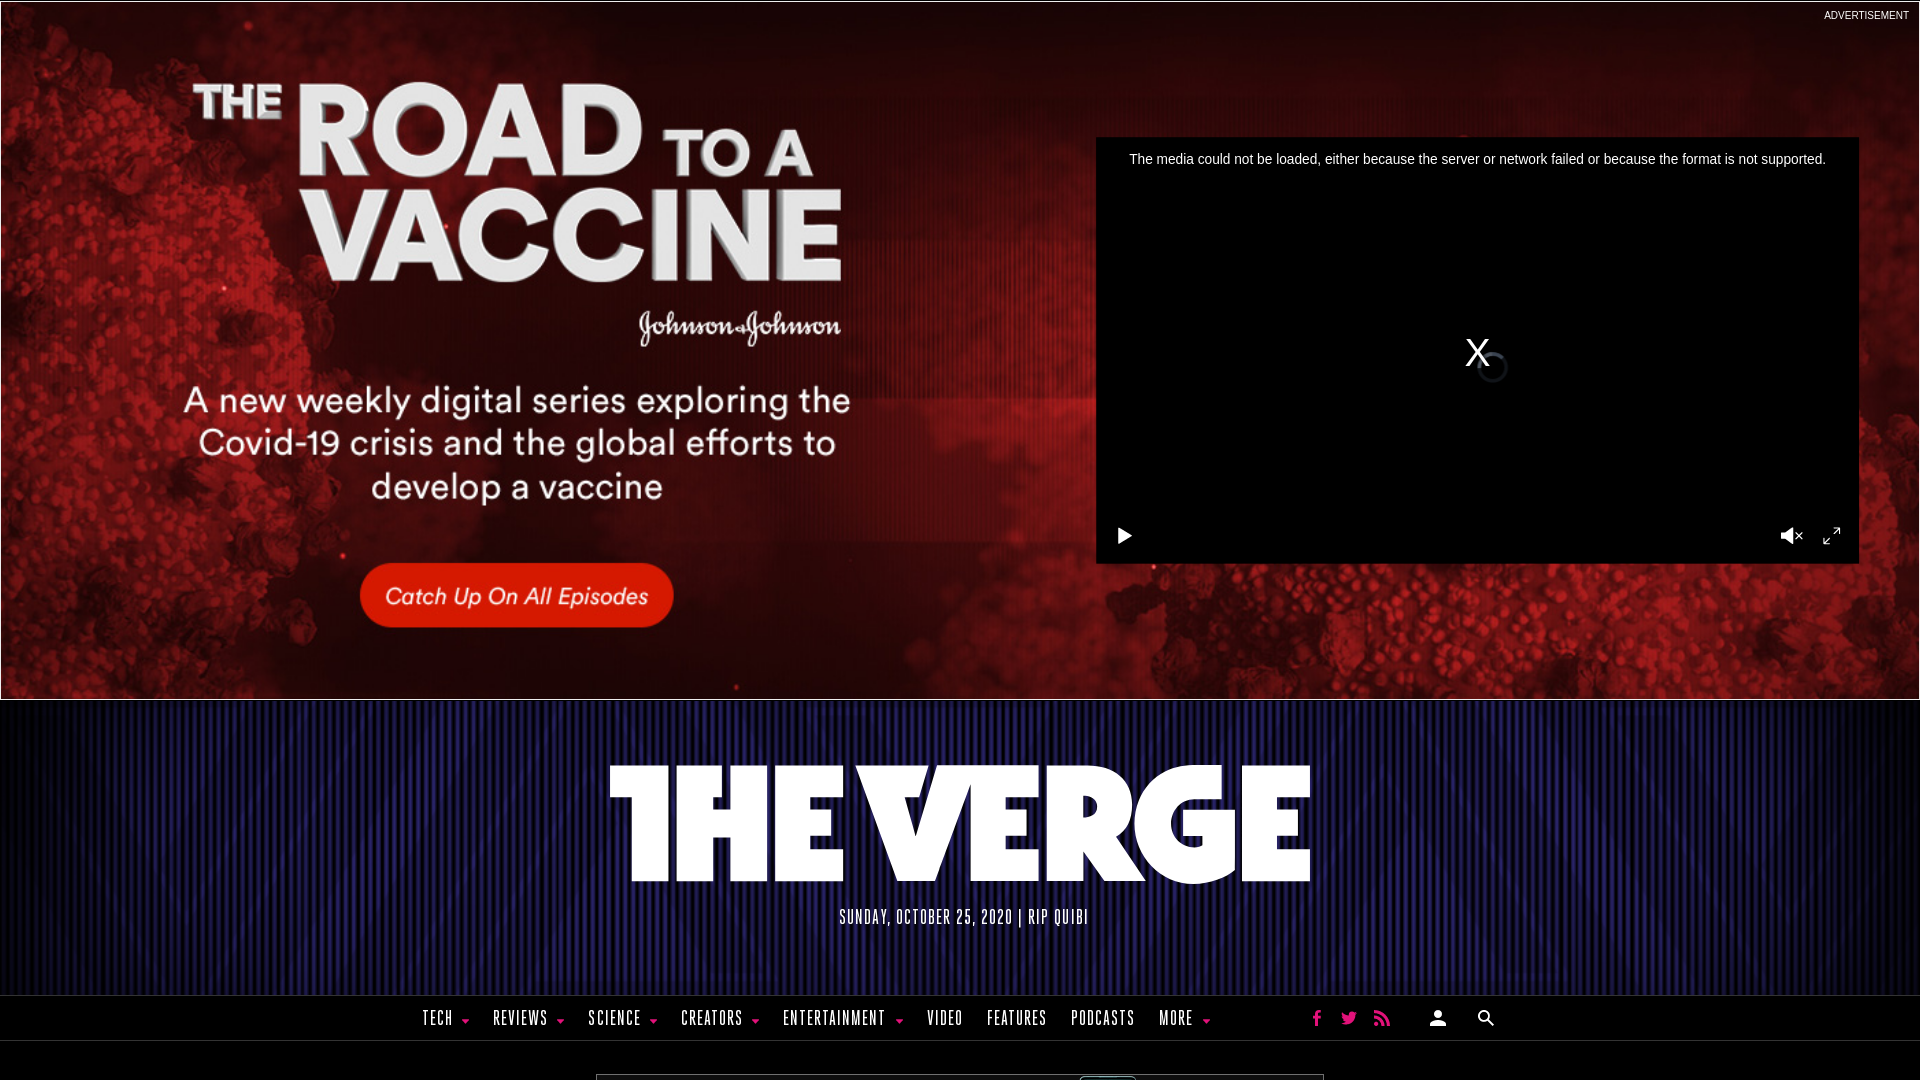 ADVERTISEMENT
THE ROAD TO A
VACCINE
Johnson & Johnson
A new weekly digital series exploring the
Covid-19 crisis and the global efforts to
develop a vaccine
Catch Up On All Episodes
The media could not be loaded, either because the server or network failed or because the format is not supported.
X
THE VERGE
SUNDAY, OCTOBER 25, 2020 | RIP QUIBI
TECH REVIEWS SCIENCE CREATORS ENTERTAINMENT VIDEO FEATURES PODCASTS MORE